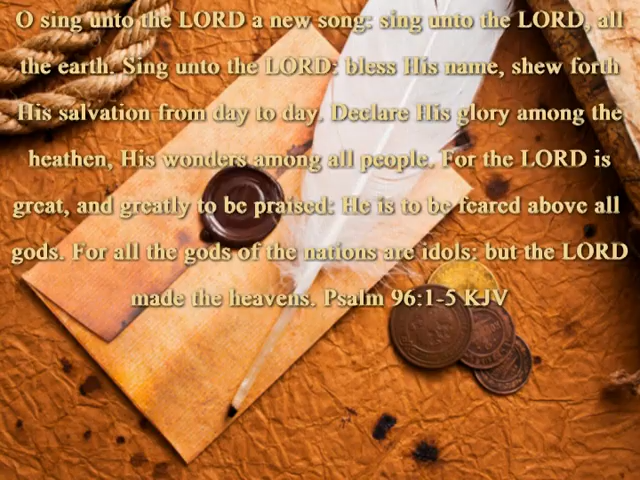 O sing unto the LORD a new song: sing unto the LORD, all
the earth. Sing unto the LORD: bless His name, shew forth
His salvation from day to day. Declare His glory among the
heathen, His wonders among all people. For the LORD is
great, and greatly to be praised: He is to be feared above all
gods. For all the gods of the nations are idols: but the LORD
made the heavens. Psalm 96:1-5 KJV